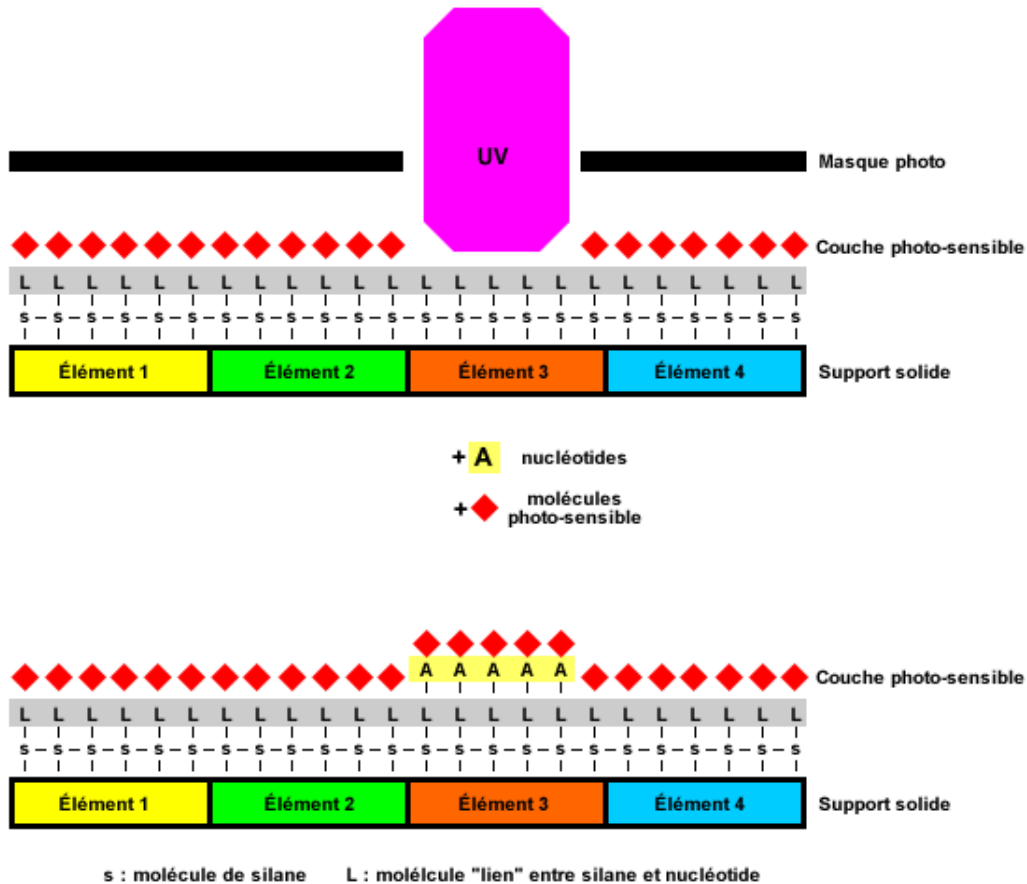 UV
Masque photo
Couche photo-sensible
L L L L L L L L L L L L L L L L L L L L L L L L
s – s – s – s – s – s – s – s – s – s – s – s – s – s – s – s – s – s – s – s – s – s – s – s
Élément 1 Élément 2 Élément 3 Élément 4 Support solide
+ A nucléotides
+ molécules
photo-sensible
A A A A A
Couche photo-sensible
L L L L L L L L L L L L L L L L L L L L L L L L
s – s – s – s – s – s – s – s – s – s – s – s – s – s – s – s – s – s – s – s – s – s – s – s
Élément 1 Élément 2 Élément 3 Élément 4 Support solide
s : molécule de silane L : molélcule "lien" entre silane et nucléotide